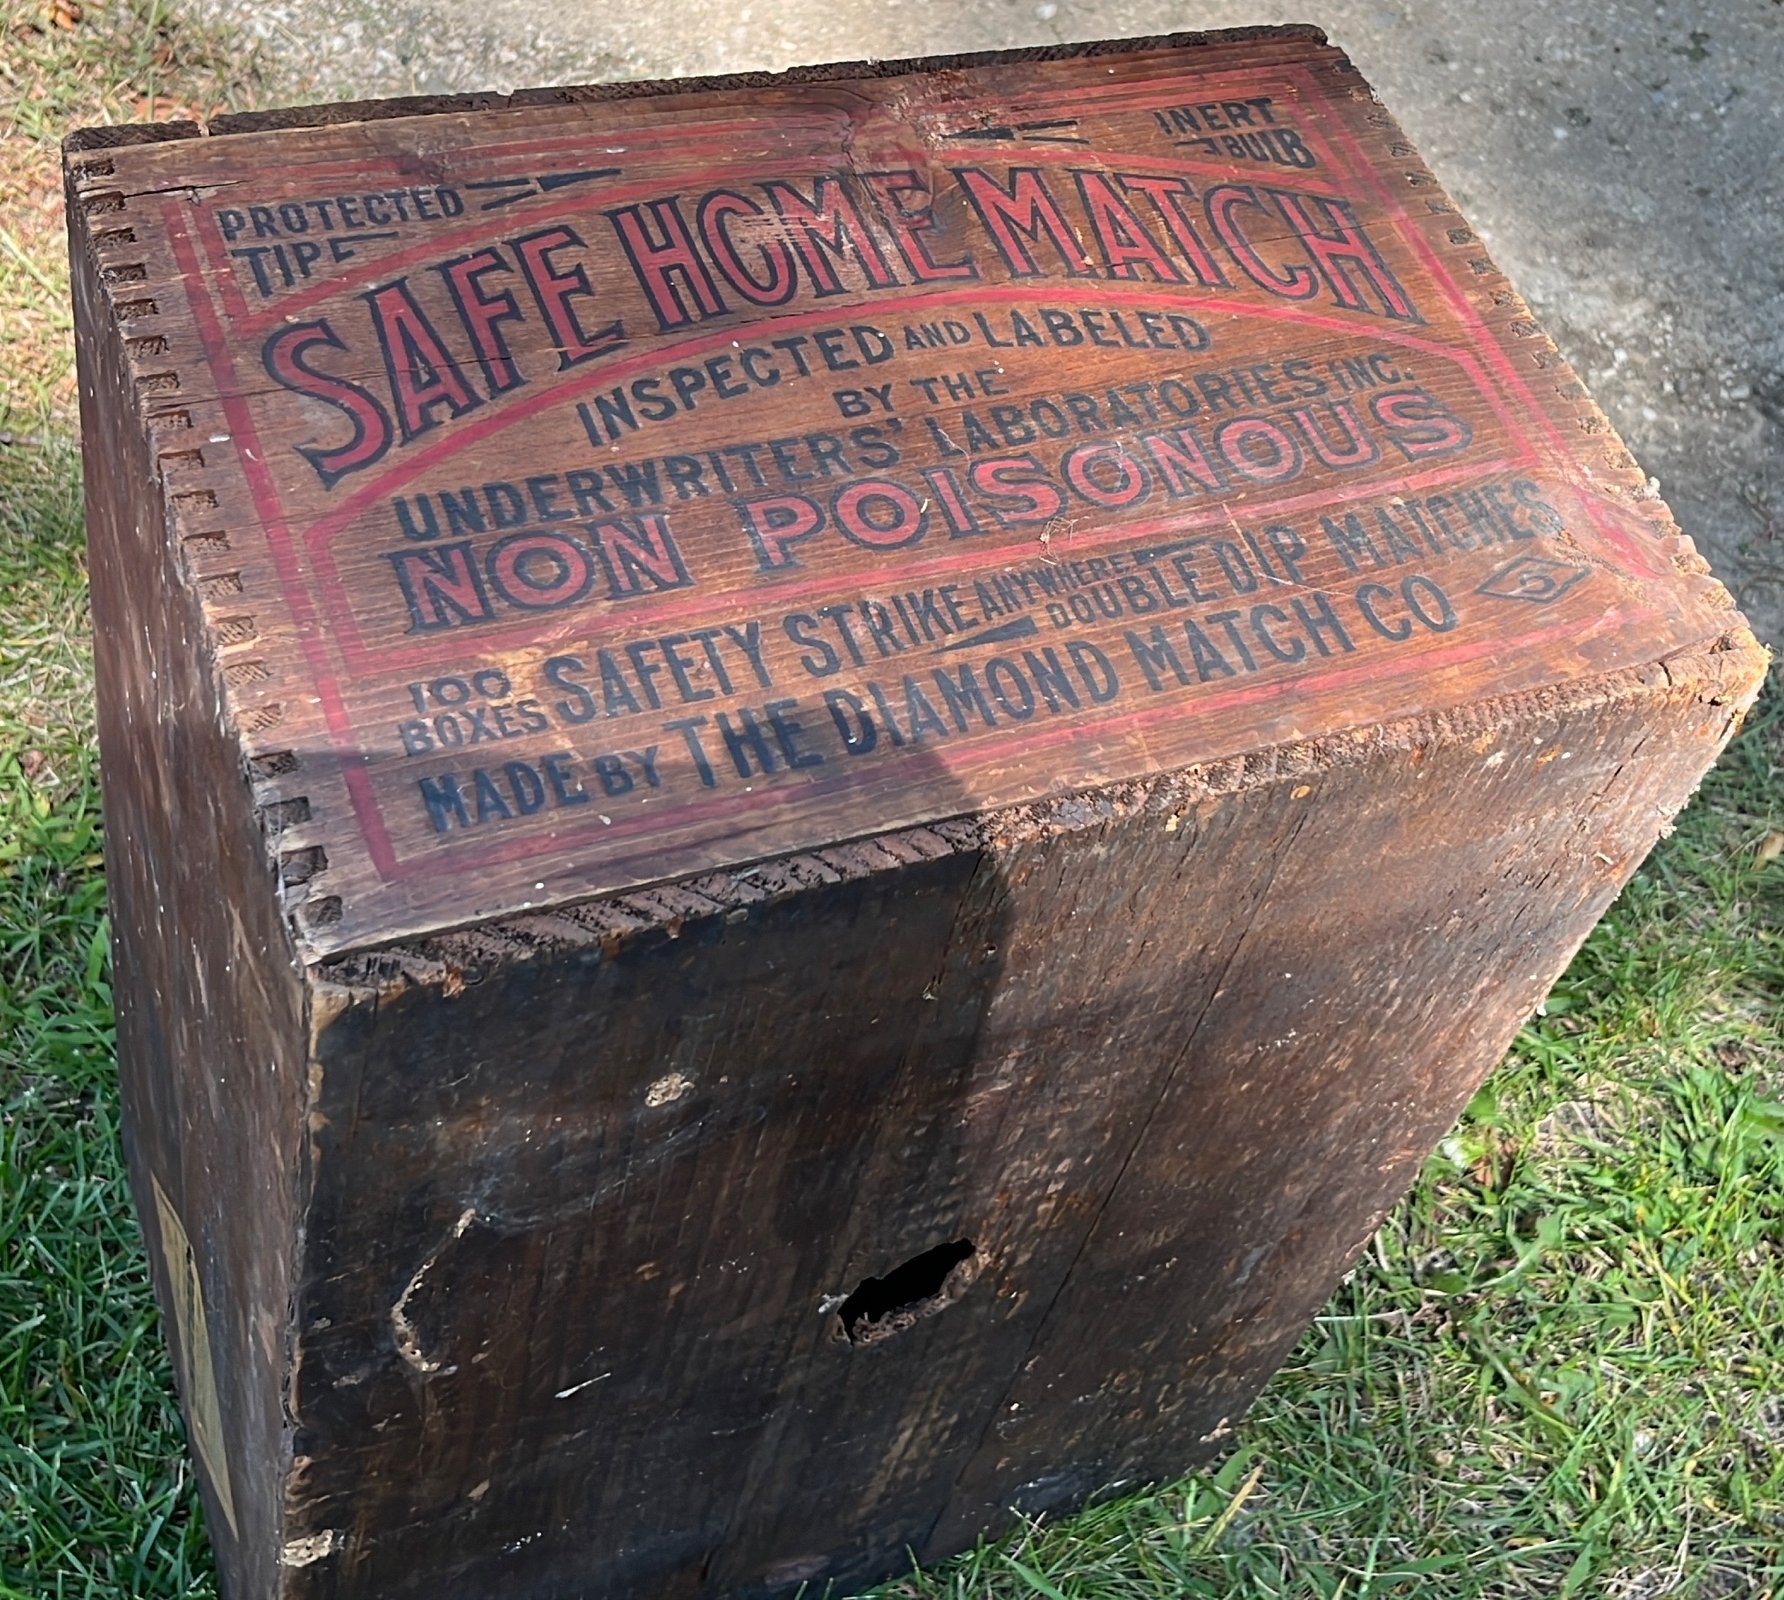 PROTECTED TIP
INERT BULB
SAFE HOME MATCH
INSPECTED AND LABELED
BY THE
UNDERWRITERS' LABORATORIES INC.
NON POISONOUS
100 BOXES SAFETY STRIKE ANYWHERE DOUBLE DIP MATCHES
MADE BY THE DIAMOND MATCH CO